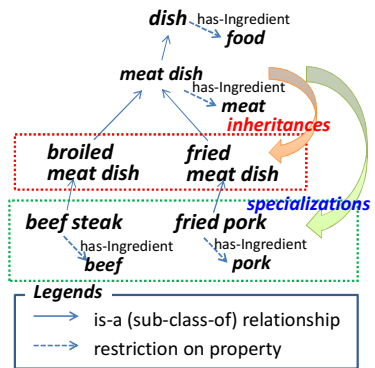 dish
has-Ingredient
food
meat dish
has-Ingredient
meat
inheritances
broiled
meat dish
fried
meat dish
specializations
beef steak
fried pork
has-Ingredient
has-Ingredient
beef
pork
Legends
is-a (sub-class-of) relationship
restriction on property